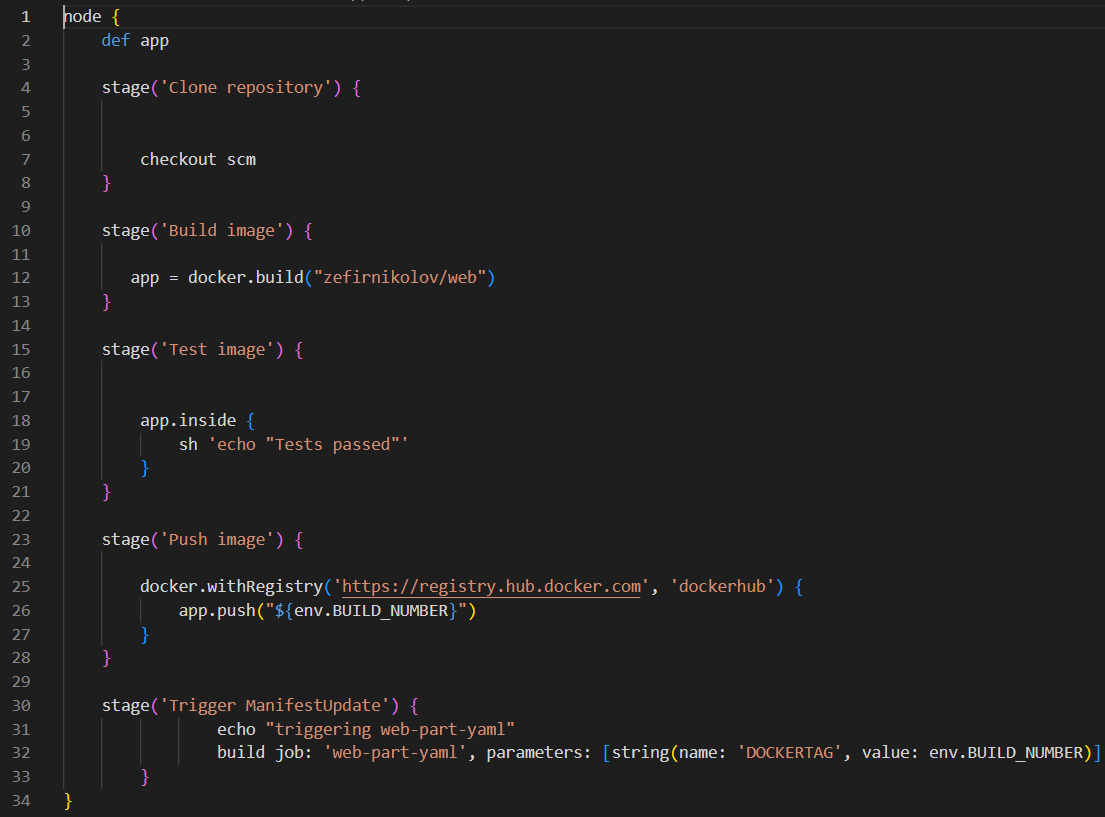 1 node {
2     def app
3
4     stage('Clone repository') {
5
6
7         checkout scm
8     }
9
10     stage('Build image') {
11
12        app = docker.build("zefirnikolov/web")
13     }
14
15     stage('Test image') {
16
17
18         app.inside {
19             sh 'echo "Tests passed"'
20         }
21     }
22
23     stage('Push image') {
24
25         docker.withRegistry('https://registry.hub.docker.com', 'dockerhub') {
26             app.push("${env.BUILD_NUMBER}")
27         }
28     }
29
30     stage('Trigger ManifestUpdate') {
31                 echo "triggering web-part-yaml"
32                 build job: 'web-part-yaml', parameters: [string(name: 'DOCKERTAG', value: env.BUILD_NUMBER)]
33         }
34 }